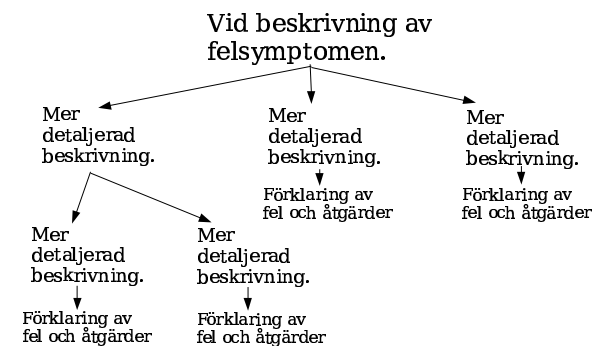 Vid beskrivning av
felsymptomen.
Mer
detaljerad
beskrivning.
Mer
detaljerad
beskrivning.
Förklaring av
fel och åtgärder
Mer
detaljerad
beskrivning.
Förklaring av
fel och åtgärder
Mer
detaljerad
beskrivning.
Förklaring av
fel och åtgärder
Mer
detaljerad
beskrivning.
Förklaring av
fel och åtgärder